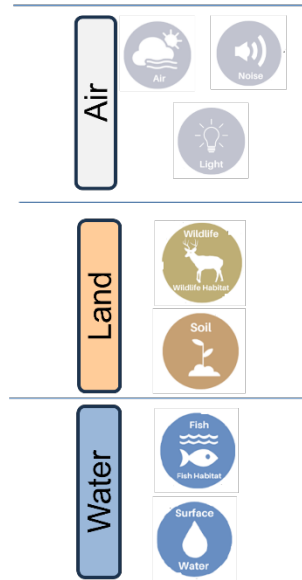 Air
Air
Noise
Light
Land
Wildlife
Wildlife Habitat
Soil
Water
Fish
Fish Habitat
Surface
Water